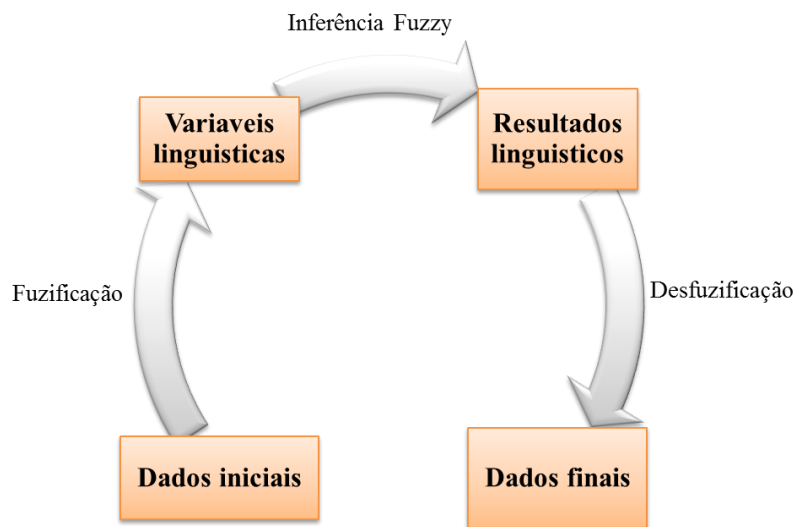 Inferência Fuzzy
Variaveis
linguisticas
Resultados
linguisticos
Fuzificação
Desfuzificação
Dados iniciais
Dados finais